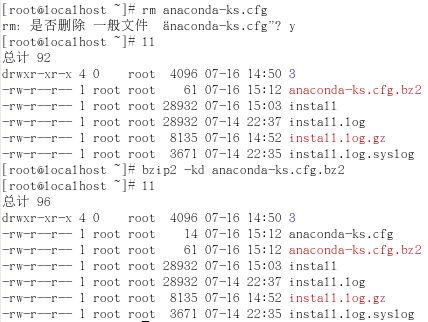 [root@localhost ~]# rm anaconda-ks.cfg
rm: 是否删除 一般文件 “anaconda-ks.cfg”? y
[root@localhost ~]# ll
总计 92
drwxr-xr-x 4 0 root 4096 07-16 14:50 3
-rw-r--r-- 1 root root 61 07-16 15:12 anaconda-ks.cfg.bz2
-rw-r--r-- 1 root root 28932 07-16 15:03 install
-rw-r--r-- 1 root root 28932 07-14 22:37 install.log
-rw-r--r-- 1 root root 8135 07-16 14:52 install.log.gz
-rw-r--r-- 1 root root 3671 07-14 22:35 install.log.syslog
[root@localhost ~]# bzip2 -kd anaconda-ks.cfg.bz2
[root@localhost ~]# ll
总计 96
drwxr-xr-x 4 0 root 4096 07-16 14:50 3
-rw-r--r-- 1 root root 14 07-16 15:12 anaconda-ks.cfg
-rw-r--r-- 1 root root 61 07-16 15:12 anaconda-ks.cfg.bz2
-rw-r--r-- 1 root root 28932 07-16 15:03 install
-rw-r--r-- 1 root root 28932 07-14 22:37 install.log
-rw-r--r-- 1 root root 8135 07-16 14:52 install.log.gz
-rw-r--r-- 1 root root 3671 07-14 22:35 install.log.syslog